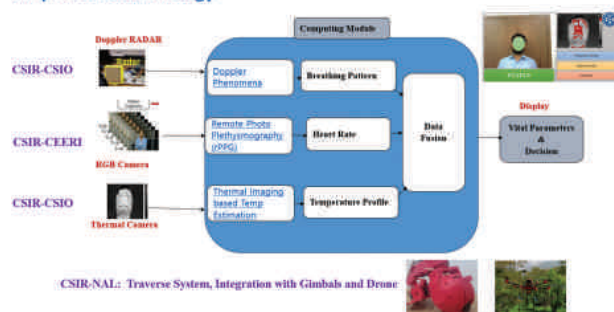 Computing Module
Doppler RADAR
CSIR-CSIO
Radar
Doppler
Phenomena
Breathing Pattern
CSIR-CEERI
Remote Photo
Plethysmography
(rPPG)
Heart Rate
Data
Fusion
RGB Camera
Display
Vital Parameters
&
Decision
CSIR-CSIO
Thermal Imaging
based Temp
Estimation
Temperature Profile
Thermal Camera
CSIR-NAL: Traverse System, Integration with Gimbals and Drone